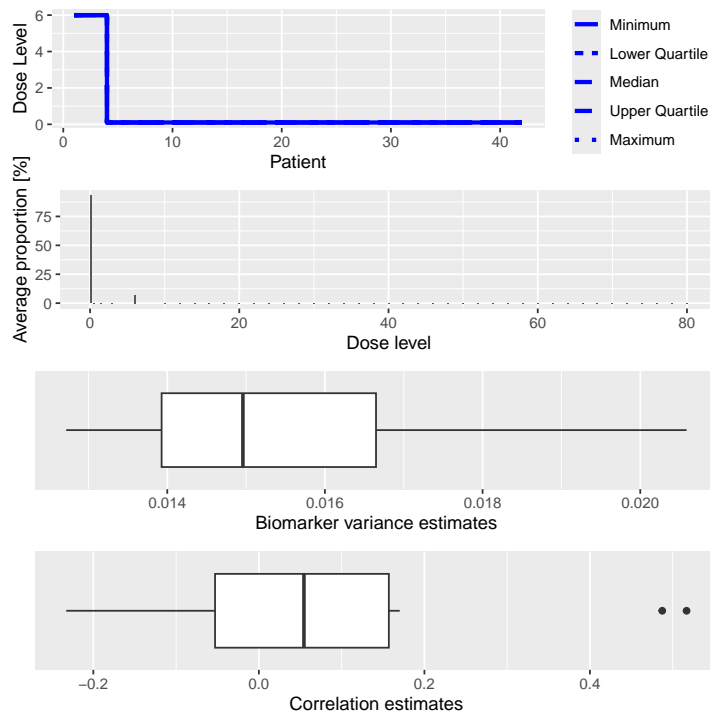 Dose Level
6
4
2
0
0 10 20 30 40
Patient
Minimum
Lower Quartile
Median
Upper Quartile
Maximum
Average proportion [%]
75
50
25
0
0 20 40 60 80
Dose level
0.014 0.016 0.018 0.020
Biomarker variance estimates
−0.2 0.0 0.2 0.4
Correlation estimates